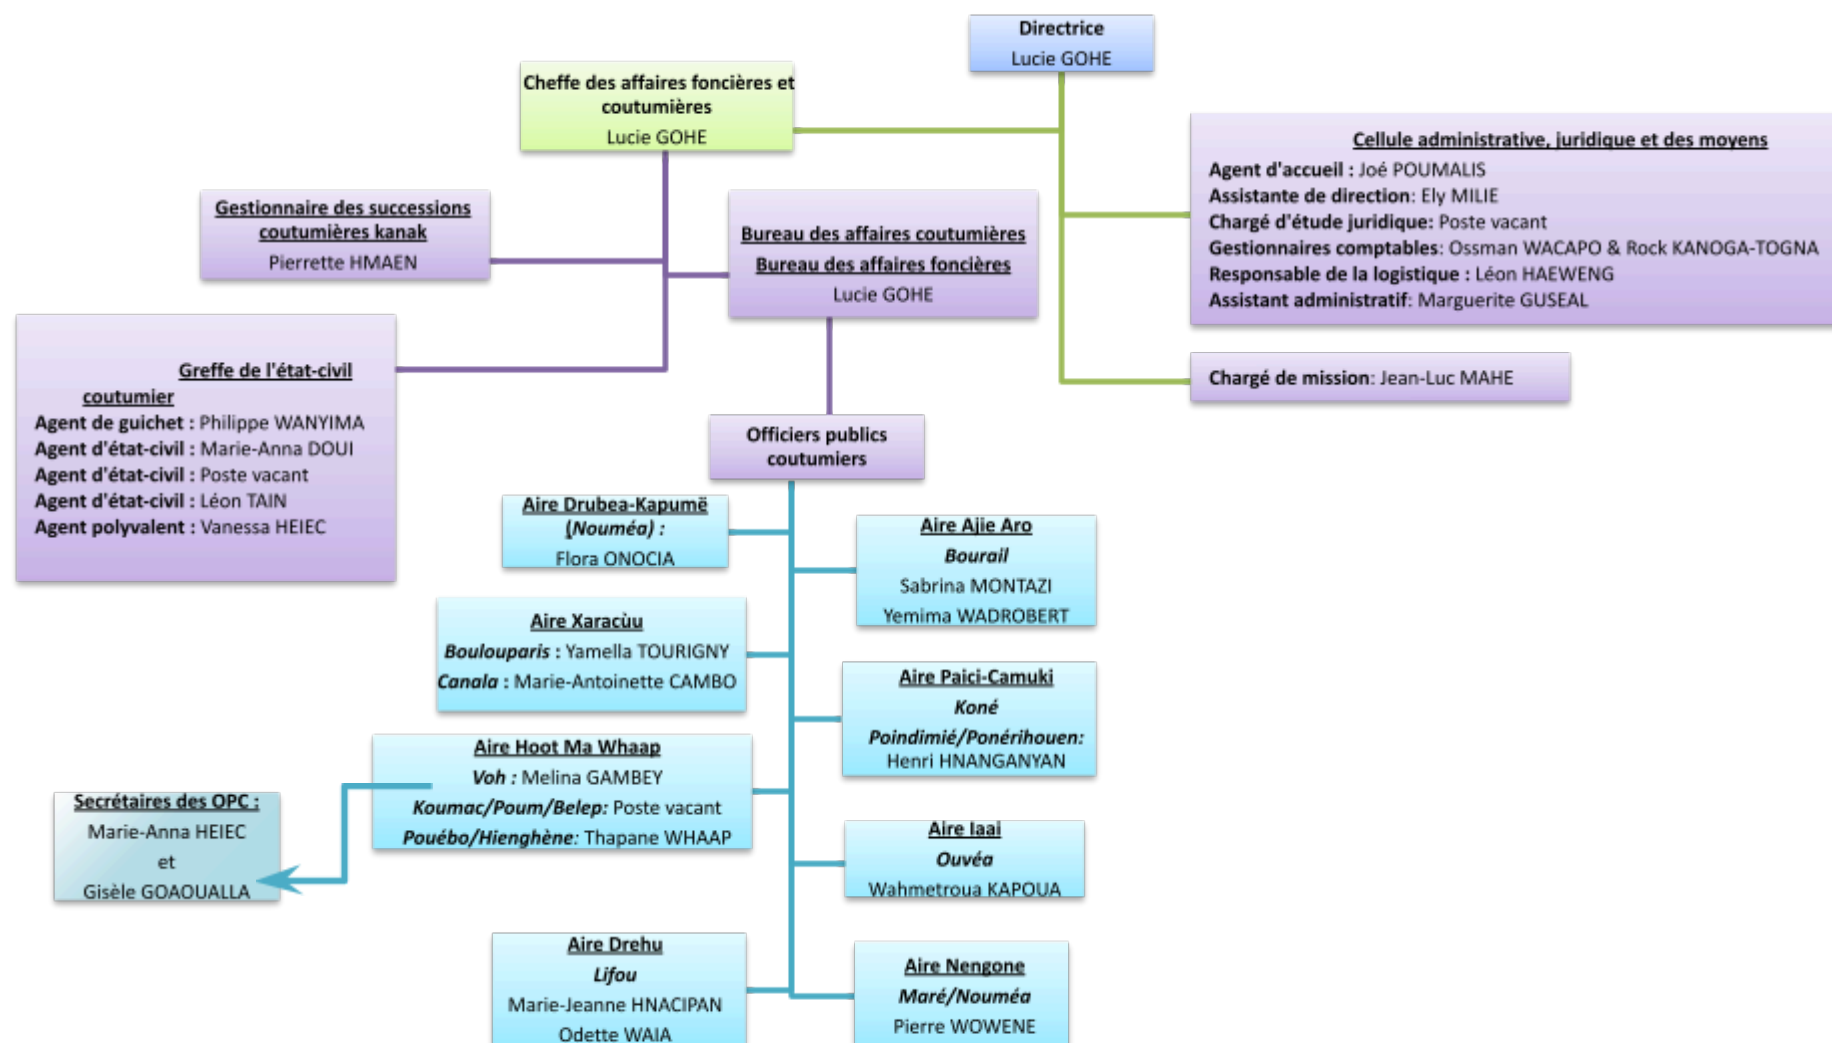 Directrice
Lucie GOHE
Cheffe des affaires foncières et
coutumières
Lucie GOHE
Cellule administrative, juridique et des moyens
Agent d'accueil : Joé POUMALIS
Assistante de direction: Ely MILIE
Chargé d'étude juridique: Poste vacant
Gestionnaires comptables: Ossman WACAPO & Rock KANOGA-TOGNA
Responsable de la logistique : Léon HAEWENG
Assistant administratif: Marguerite GUSEAL
Gestionnaire des successions
coutumières kanak
Pierrette HMAEN
Bureau des affaires coutumières
Bureau des affaires foncières
Lucie GOHE
Chargé de mission: Jean-Luc MAHE
Greffe de l'état-civil
coutumier
Agent de guichet : Philippe WANYIMA
Agent d'état-civil : Marie-Anna DOUI
Agent d'état-civil : Poste vacant
Agent d'état-civil : Léon TAIN
Agent polyvalent : Vanessa HEIEC
Officiers publics
coutumiers
Aire Drubea-Kapumë
(Nouméa) :
Flora ONOCIA
Aire Ajie Aro
Bourail
Sabrina MONTAZI
Yemima WADROBERT
Aire Xaracùu
Boulouparis : Yamella TOURIGNY
Canala : Marie-Antoinette CAMBO
Aire Paici-Camuki
Koné
Poindimié/Ponérihouen:
Henri HNANGANYAN
Aire Hoot Ma Whaap
Voh : Melina GAMBEY
Koumac/Poum/Belep: Poste vacant
Pouébo/Hienghène: Thapane WHAAP
Secrétaires des OPC :
Marie-Anna HEIEC
et
Gisèle GOAOUALLA
Aire Iaai
Ouvéa
Wahmetroua KAPOUA
Aire Drehu
Lifou
Marie-Jeanne HNACIPAN
Odette WAIA
Aire Nengone
Maré/Nouméa
Pierre WOWENE